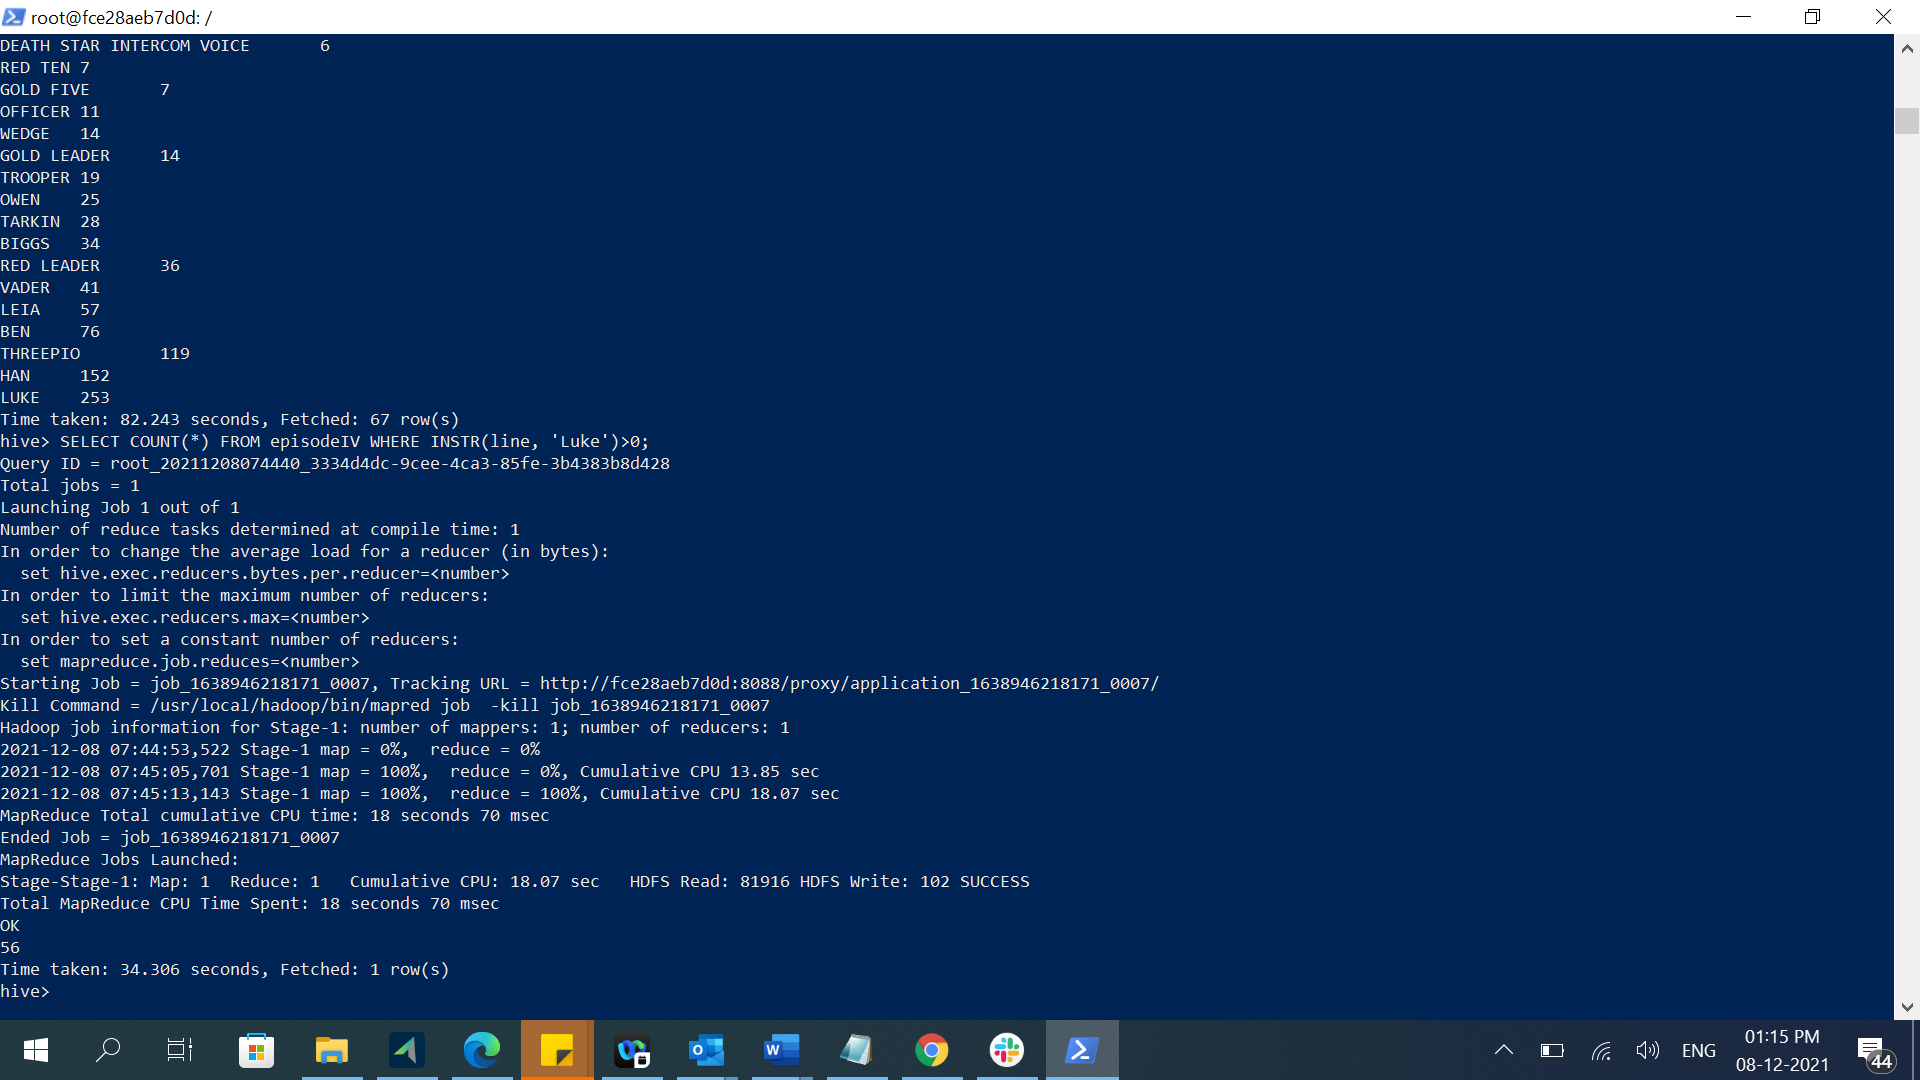 root@fce28aeb7d0d: /
DEATH STAR INTERCOM VOICE 6
RED TEN 7
GOLD FIVE 7
OFFICER 11
WEDGE 14
GOLD LEADER 14
TROOPER 19
OWEN 25
TARKIN 28
BIGGS 34
RED LEADER 36
VADER 41
LEIA 57
BEN 76
THREEPIO 119
HAN 152
LUKE 253
Time taken: 82.243 seconds, Fetched: 67 row(s)
hive> SELECT COUNT(*) FROM episodeIV WHERE INSTR(line, 'Luke')>0;
Query ID = root_20211208074440_3334d4dc-9cee-4ca3-85fe-3b4383b8d428
Total jobs = 1
Launching Job 1 out of 1
Number of reduce tasks determined at compile time: 1
In order to change the average load for a reducer (in bytes):
  set hive.exec.reducers.bytes.per.reducer=<number>
In order to limit the maximum number of reducers:
  set hive.exec.reducers.max=<number>
In order to set a constant number of reducers:
  set mapreduce.job.reduces=<number>
Starting Job = job_1638946218171_0007, Tracking URL = http://fce28aeb7d0d:8088/proxy/application_1638946218171_0007/
Kill Command = /usr/local/hadoop/bin/mapred job  -kill job_1638946218171_0007
Hadoop job information for Stage-1: number of mappers: 1; number of reducers: 1
2021-12-08 07:44:53,522 Stage-1 map = 0%,  reduce = 0%
2021-12-08 07:45:05,701 Stage-1 map = 100%,  reduce = 0%, Cumulative CPU 13.85 sec
2021-12-08 07:45:13,143 Stage-1 map = 100%,  reduce = 100%, Cumulative CPU 18.07 sec
MapReduce Total cumulative CPU time: 18 seconds 70 msec
Ended Job = job_1638946218171_0007
MapReduce Jobs Launched:
Stage-Stage-1: Map: 1  Reduce: 1   Cumulative CPU: 18.07 sec   HDFS Read: 81916 HDFS Write: 102 SUCCESS
Total MapReduce CPU Time Spent: 18 seconds 70 msec
OK
56
Time taken: 34.306 seconds, Fetched: 1 row(s)
hive>
ENG
01:15 PM
08-12-2021
44